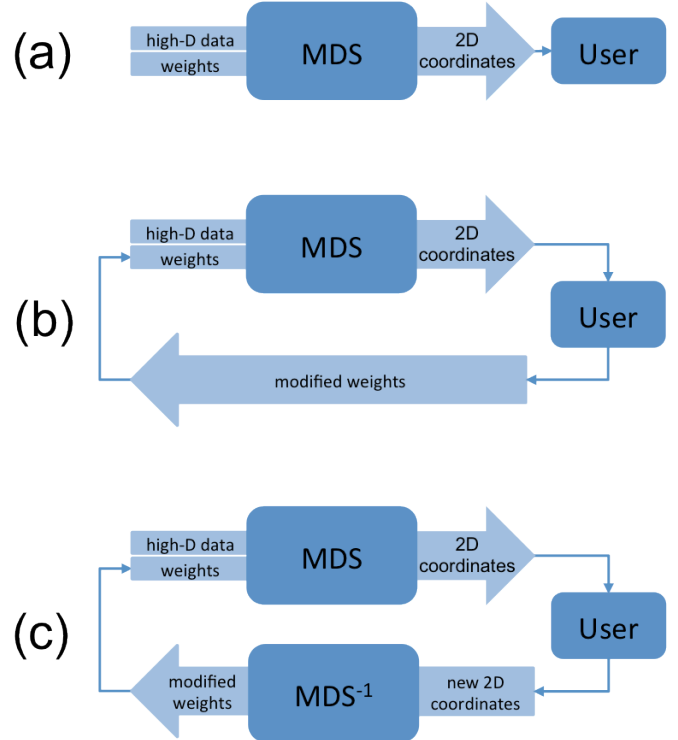 (a)
high-D data
weights
MDS
2D
coordinates
User
(b)
high-D data
weights
MDS
2D
coordinates
User
modified weights
(c)
high-D data
weights
MDS
2D
coordinates
User
modified
weights
MDS-1
new 2D
coordinates